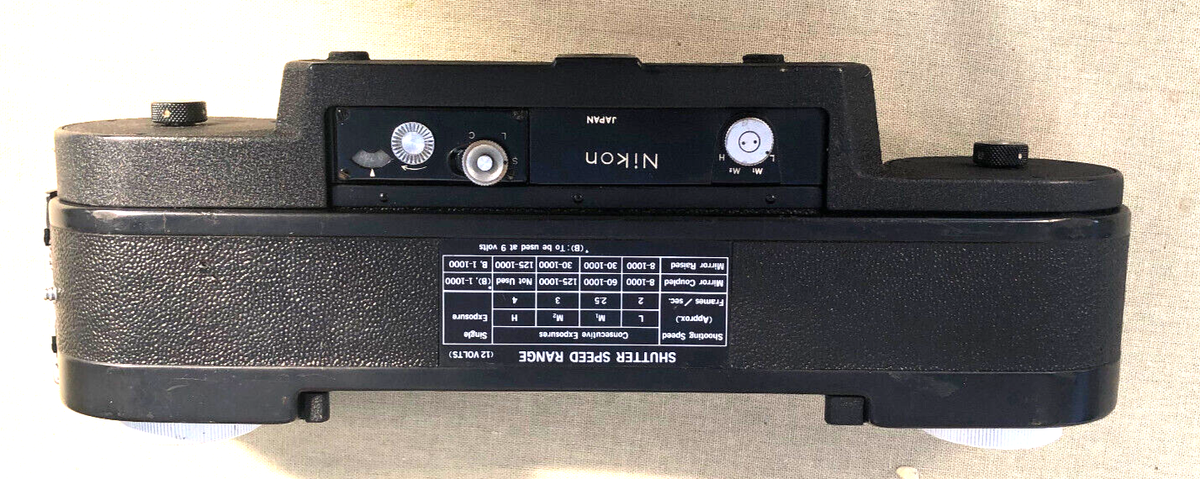 SHUTTER SPEED RANGE (12 VOLTS)
Shooting Speed Consecutive Exposures Single
(Approx.) L M₁ M₂ H Exposure
Frames / sec. 2 2.5 3 4
Mirror Coupled 8-1000 60-1000 125-1000 Not Used *(B), 1-1000
Mirror Raised 8-1000 30-1000 30-1000 125-1000 B, 1-1000
*(B): To be used at 9 volts
L M₁ M₂ H
Nikon
JAPAN
S C L